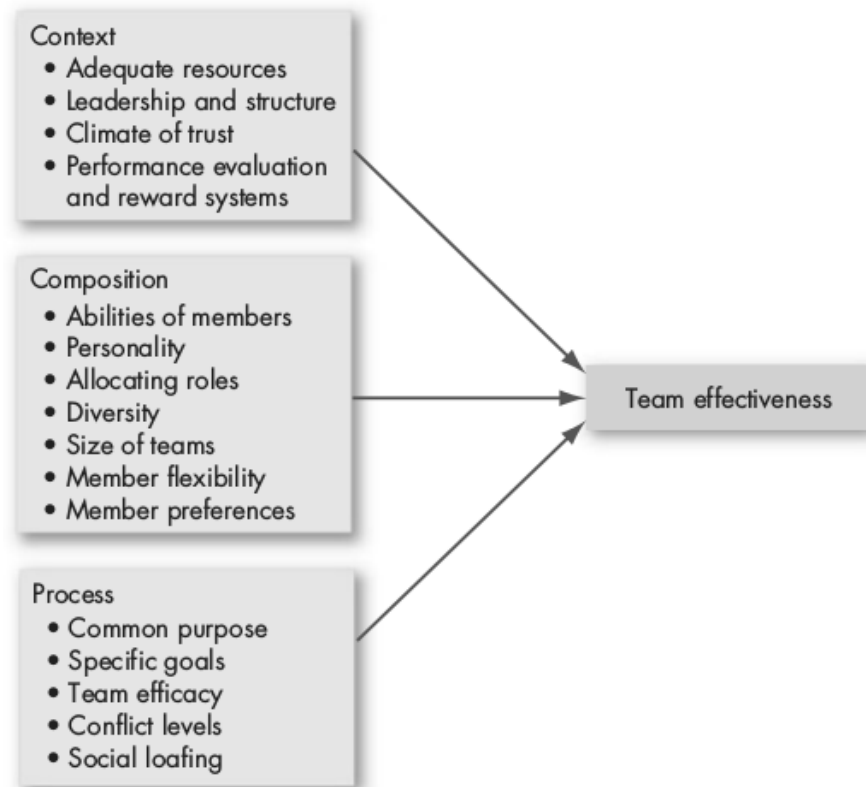 Context
• Adequate resources
• Leadership and structure
• Climate of trust
• Performance evaluation
and reward systems
Composition
• Abilities of members
• Personality
• Allocating roles
• Diversity
• Size of teams
• Member flexibility
• Member preferences
Process
• Common purpose
• Specific goals
• Team efficacy
• Conflict levels
• Social loafing
Team effectiveness